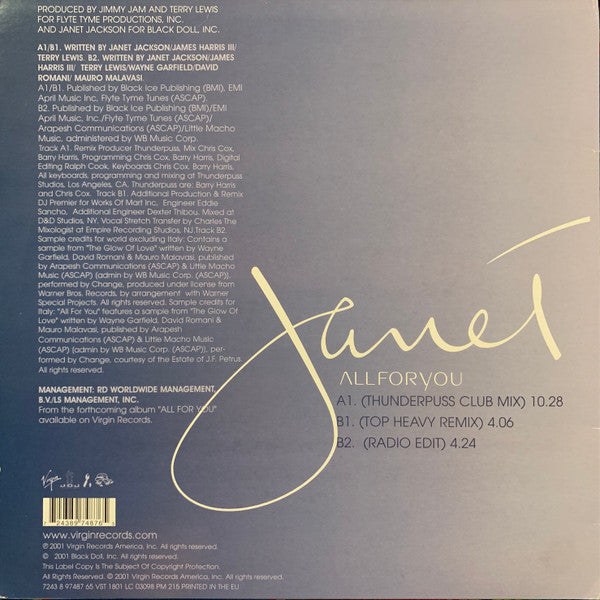 PRODUCED BY JIMMY JAM AND TERRY LEWIS
FOR FLYTE TYME PRODUCTIONS, INC.
AND JANET JACKSON FOR BLACK DOLL, INC.
A1/B1. WRITTEN BY JANET JACKSON/JAMES HARRIS III/
TERRY LEWIS. B2. WRITTEN BY JANET JACKSON/JAMES
HARRIS III/ TERRY LEWIS/WAYNE GARFIELD/DAVID
ROMANI/ MAURO MALAVASI.
A1/B1. Published by Black Ice Publishing (BMI), EMI
April Music Inc, Flyte Tyme Tunes (ASCAP).
B2. Published by Black Ice Publishing (BMI)/EMI
April Music, Inc./Flyte Tyme Tunes (ASCAP)/
Arapesh Communications (ASCAP)/Little Macho
Music, administered by WB Music Corp.
Track A1. Remix Producer Thunderpuss, Mix Chris Cox,
Barry Harris, Programming Chris Cox, Barry Harris, Digital
Editing Ralph Cook, Keyboards Chris Cox, Barry Harris.
All keyboards, programming and mixing at Thunderpuss
Studios, Los Angeles, CA. Thunderpuss are: Barry Harris
and Chris Cox. Track B1. Additional Production & Remix
DJ Premier for Works Of Mart Inc. Engineer Eddie
Sancho, Additional Engineer Dexter Thibou. Mixed at
D&D Studios, NY. Vocal Stretch Transfer by Charles The
Mixologist at Empire Recording Studios, NJ.Track B2.
Sample credits for world excluding Italy: Contains a
sample from "The Glow Of Love" written by Wayne
Garfield, David Romani & Mauro Malavasi, published
by Arapesh Communications (ASCAP) & Little Macho
Music (ASCAP) (admin by WB Music Corp. (ASCAP)),
performed by Change, produced under license from
Warner Bros. Records, by arrangement with Warner
Special Projects. All rights reserved. Sample credits for
Italy: "All For You" features a sample from "The Glow Of
Love" written by Wayne Garfield, David Romani &
Mauro Malavasi, published by Arapesh
Communications (ASCAP) & Little Macho Music
(ASCAP) (admin by WB Music Corp. (ASCAP)), per-
formed by Change, courtesy of the Estate of J.F. Petrus.
All rights reserved.
MANAGEMENT: RD WORLDWIDE MANAGEMENT,
B.V./LS MANAGEMENT, INC.
From the forthcoming album "ALL FOR YOU"
available on Virgin Records.
Janet
ALLFORYOU
A1. (THUNDERPUSS CLUB MIX) 10.28
B1. (TOP HEAVY REMIX) 4.06
B2. (RADIO EDIT) 4.24
Virgin
7 24389 74876 5
www.virginrecords.com
℗ 2001 Virgin Records America, Inc. All rights reserved.
© 2001 Black Doll, Inc. All rights reserved.
This Label Copy Is The Subject Of Copyright Protection.
All Rights Reserved. © 2001 Virgin Records America, Inc.
7243 8 97487 65 VST 1801 LC 03098 PM 215 PRINTED IN THE EU